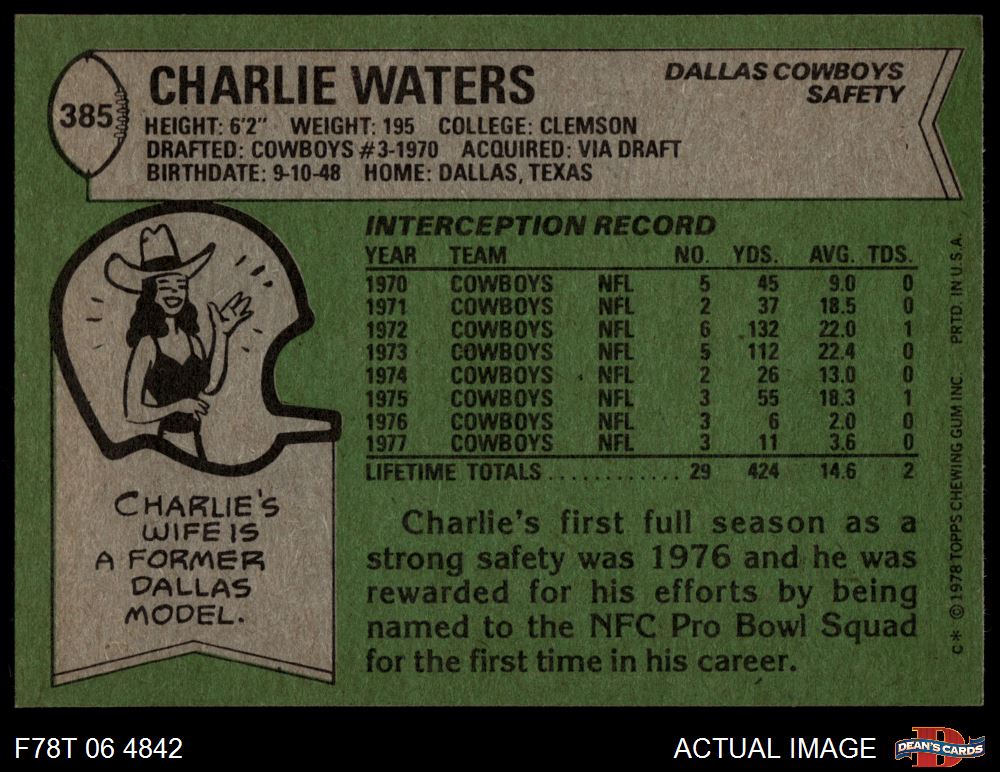 385
CHARLIE WATERS
DALLAS COWBOYS
SAFETY
HEIGHT: 6'2" WEIGHT: 195 COLLEGE: CLEMSON
DRAFTED: COWBOYS #3-1970 ACQUIRED: VIA DRAFT
BIRTHDATE: 9-10-48 HOME: DALLAS, TEXAS
INTERCEPTION RECORD
YEAR TEAM NO. YDS. AVG. TDS.
1970 COWBOYS NFL 5 45 9.0 0
1971 COWBOYS NFL 2 37 18.5 0
1972 COWBOYS NFL 6 132 22.0 1
1973 COWBOYS NFL 5 112 22.4 0
1974 COWBOYS NFL 2 26 13.0 0
1975 COWBOYS NFL 3 55 18.3 1
1976 COWBOYS NFL 3 6 2.0 0
1977 COWBOYS NFL 3 11 3.6 0
LIFETIME TOTALS ............ 29 424 14.6 2
CHARLIE'S
WIFE IS
A FORMER
DALLAS
MODEL.
Charlie's first full season as a
strong safety was 1976 and he was
rewarded for his efforts by being
named to the NFC Pro Bowl Squad
for the first time in his career.
C* © 1978 TOPPS CHEWING GUM INC. PRTD. IN U.S.A.
F78T 06 4842
ACTUAL IMAGE
D
DEAN'S CARDS